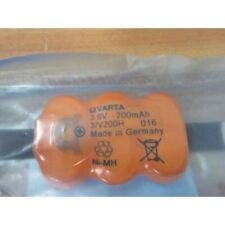 VARTA
3.6V 200mAh
3/V200H 016
Made in Germany
Ni-MH